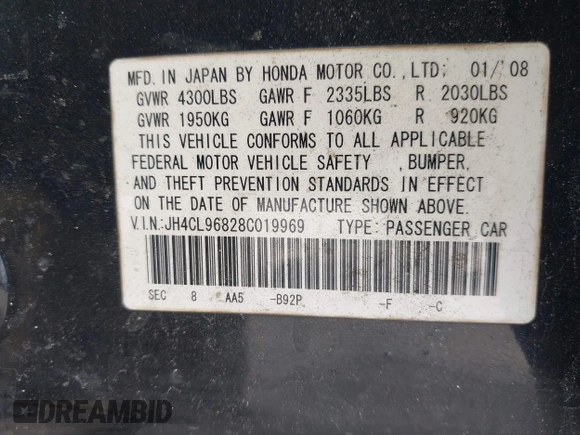 MFD. IN JAPAN BY HONDA MOTOR CO.,LTD. 01/'08
GVWR 4300LBS GAWR F 2335LBS R 2030LBS
GVWR 1950KG GAWR F 1060KG R 920KG
THIS VEHICLE CONFORMS TO ALL APPLICABLE
FEDERAL MOTOR VEHICLE SAFETY ,BUMPER,
AND THEFT PREVENTION STANDARDS IN EFFECT
ON THE DATE OF MANUFACTURE SHOWN ABOVE.
V.I.N:JH4CL96828C019969 TYPE:PASSENGER CAR
SEC 8 AA5 -B92P -F -C
DREAMBID